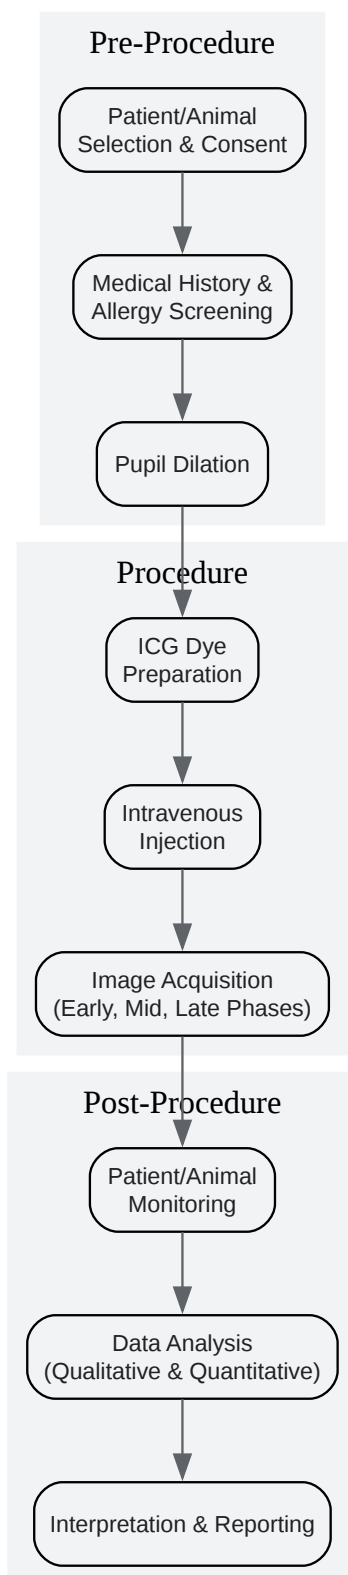 Pre-Procedure
Patient/Animal
Selection & Consent
Medical History &
Allergy Screening
Pupil Dilation
Procedure
ICG Dye
Preparation
Intravenous
Injection
Image Acquisition
(Early, Mid, Late Phases)
Post-Procedure
Patient/Animal
Monitoring
Data Analysis
(Qualitative & Quantitative)
Interpretation & Reporting